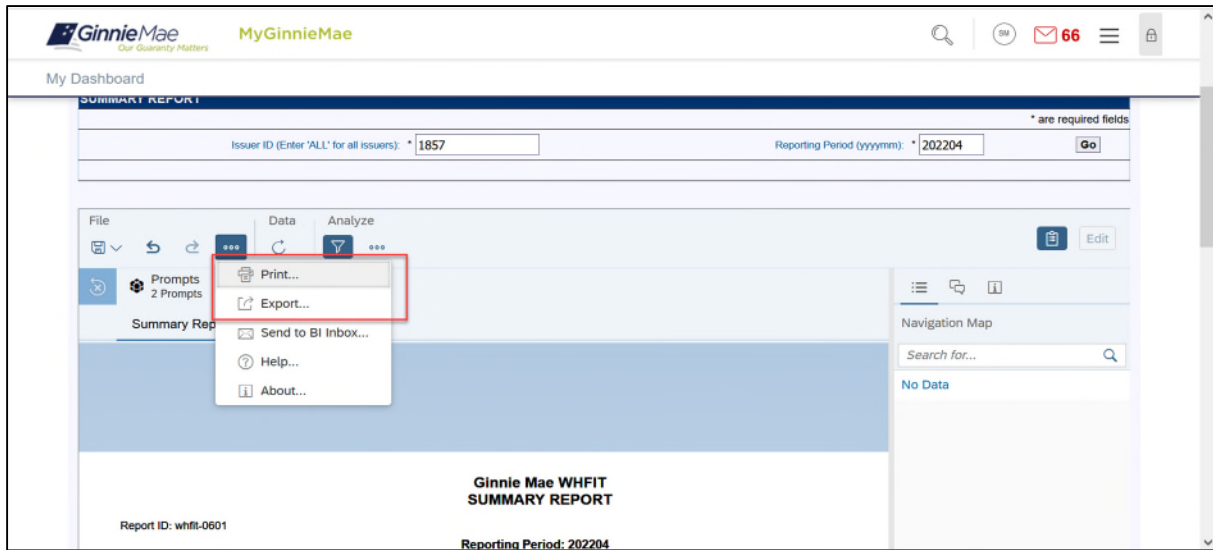 GinnieMae
Our Guaranty Matters
MyGinnieMae
SM
66
My Dashboard
SUMMARY REPORT
* are required fields
Issuer ID (Enter 'ALL' for all issuers): * 1857
Reporting Period (yyyymm): * 202204
Go
File
Data
Analyze
Edit
Prompts
2 Prompts
Print...
Export...
Send to BI Inbox...
Help...
About...
Summary Rep
Navigation Map
Search for...
No Data
Ginnie Mae WHFIT
SUMMARY REPORT
Report ID: whfit-0601
Reporting Period: 202204